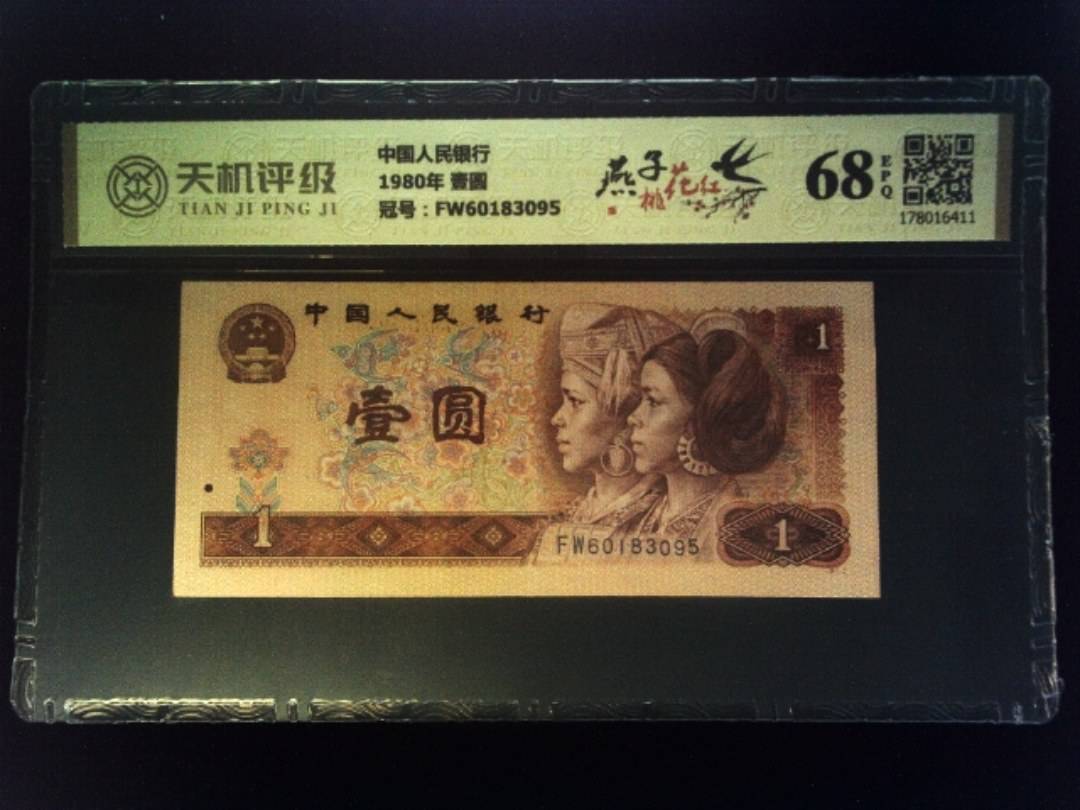 天机评级
TIAN JI PING JI
中国人民银行
1980年 壹圆
冠号：FW60183095
燕子
桃花红
68
EPQ
178016411
中国人民银行
壹圆
1
1
FW60183095
1